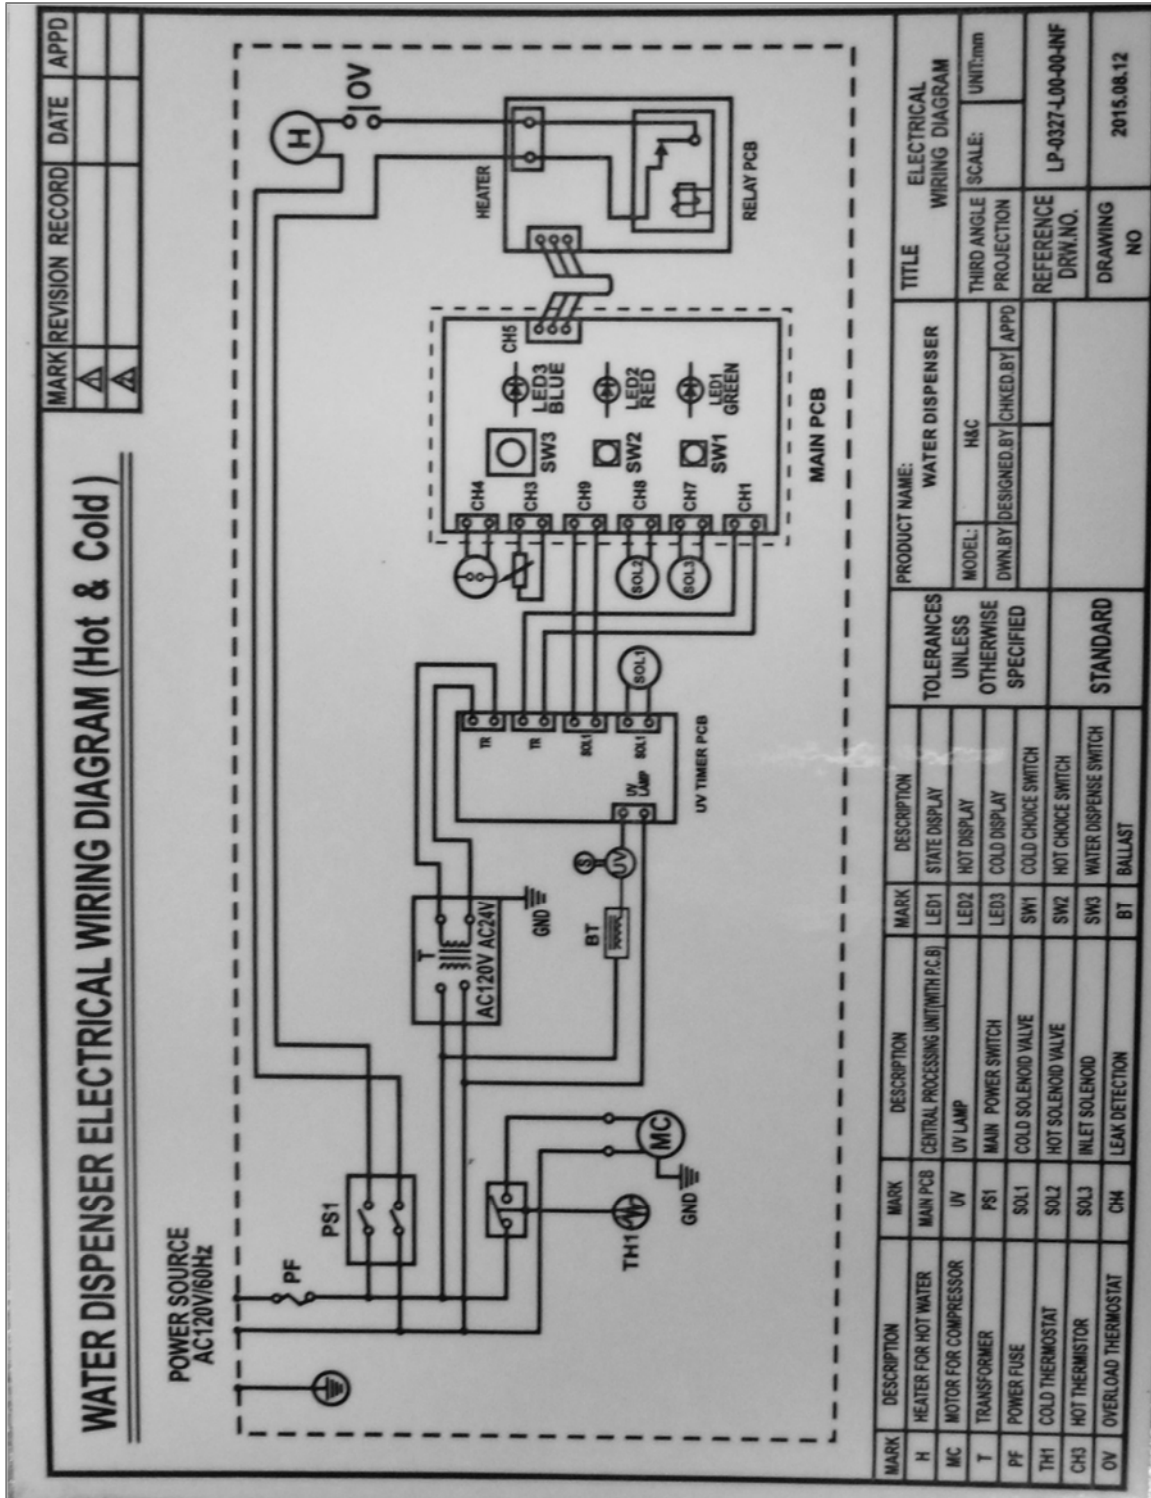 WATER DISPENSER ELECTRICAL WIRING DIAGRAM (Hot & Cold )
MARK REVISION RECORD DATE APPD
1
2
POWER SOURCE
AC120V/60Hz
PF
PS1
TH1
MC
GND
T
AC120V AC24V
GND
BT
S
UV
UV
LAMP
TR
TR
SOL1
SOL1
UV TIMER PCB
SOL1
SOL2
SOL3
CH4
CH3
CH9
CH8
CH7
CH1
SW3
SW2
SW1
LED3
BLUE
LED2
RED
LED1
GREEN
CH5
MAIN PCB
HEATER
RELAY PCB
H
OV
MARK DESCRIPTION MARK DESCRIPTION MARK DESCRIPTION
H HEATER FOR HOT WATER MAIN PCB CENTRAL PROCESSING UNIT(WITH P.C.B) LED1 STATE DISPLAY
MC MOTOR FOR COMPRESSOR UV UV LAMP LED2 HOT DISPLAY
T TRANSFORMER PS1 MAIN POWER SWITCH LED3 COLD DISPLAY
PF POWER FUSE SOL1 COLD SOLENOID VALVE SW1 COLD CHOICE SWITCH
TH1 COLD THERMOSTAT SOL2 HOT SOLENOID VALVE SW2 HOT CHOICE SWITCH
CH3 HOT THERMISTOR SOL3 INLET SOLENOID SW3 WATER DISPENSE SWITCH
OV OVERLOAD THERMOSTAT CH4 LEAK DETECTION BT BALLAST
TOLERANCES
UNLESS
OTHERWISE
SPECIFIED
STANDARD
PRODUCT NAME:
WATER DISPENSER
MODEL: H&C
DWN.BY DESIGNED.BY CHKED.BY APPD
TITLE ELECTRICAL
WIRING DIAGRAM
THIRD ANGLE
PROJECTION
SCALE: UNIT:mm
REFERENCE
DRW.NO.
LP-0327-L00-00-INF
DRAWING
NO
2015.08.12